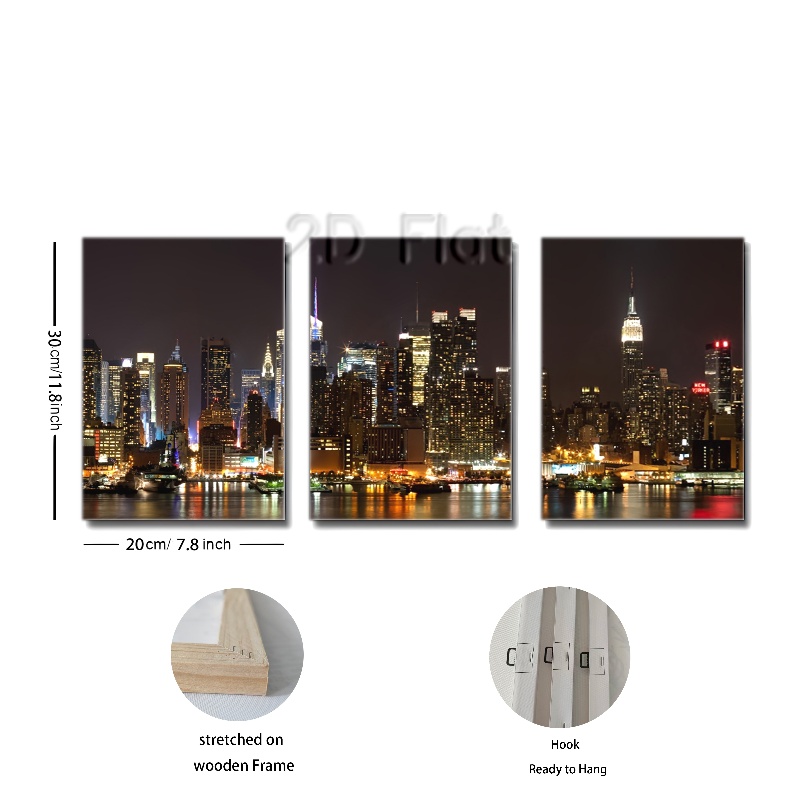 2D Flat
30cm/11.8inch
NEW YORKER
20cm/ 7.8 inch
stretched on
wooden Frame
Hook
Ready to Hang